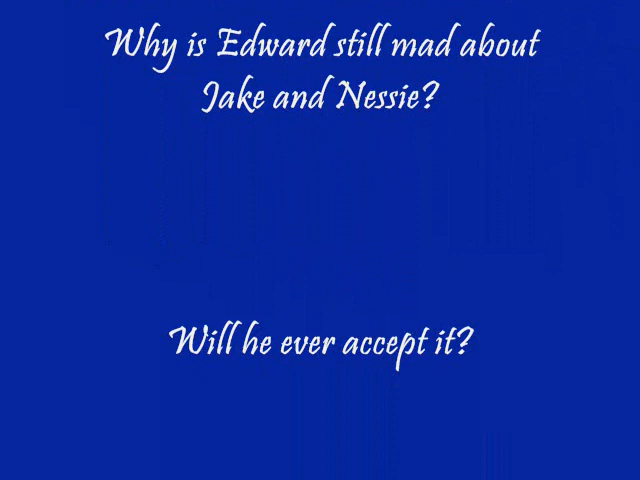 Why is Edward still mad about
Jake and Nessie?
Will he ever accept it?